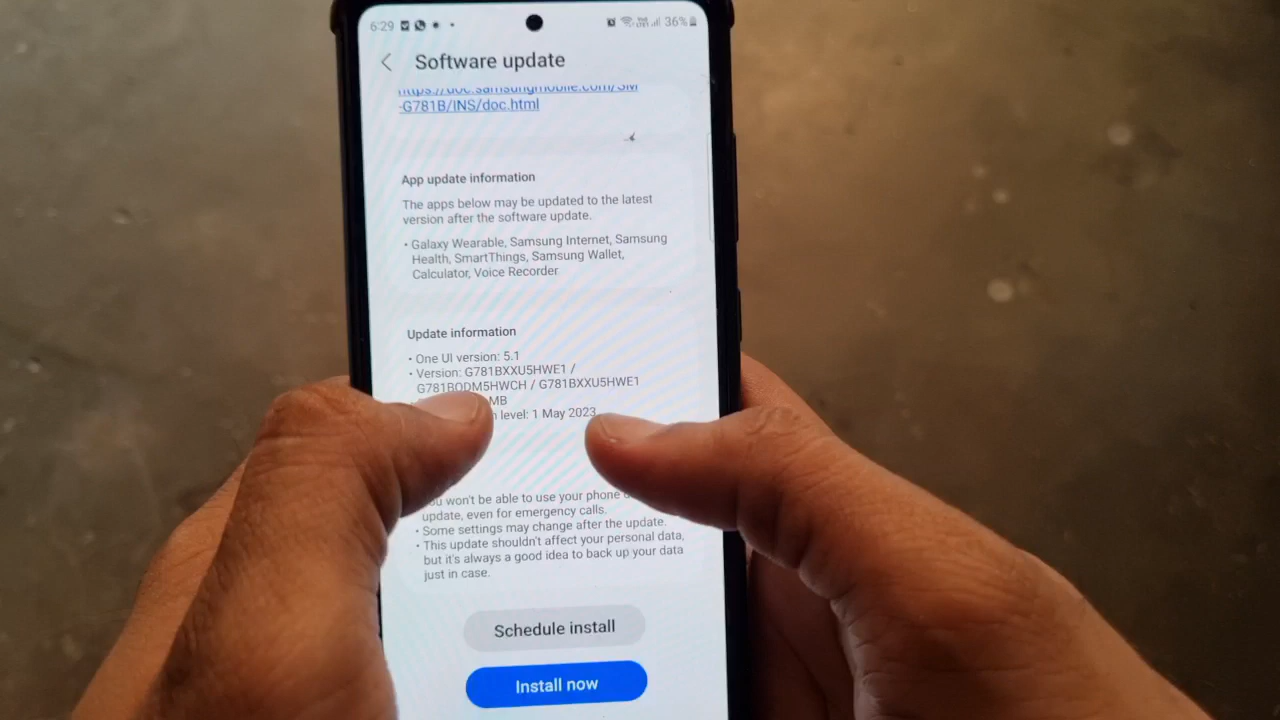 6:29
36%
Software update
https://doc.samsungmobile.com/SM
-G781B/INS/doc.html
App update information
The apps below may be updated to the latest
version after the software update.
• Galaxy Wearable, Samsung Internet, Samsung
Health, SmartThings, Samsung Wallet,
Calculator, Voice Recorder
Update information
• One UI version: 5.1
• Version: G781BXXU5HWE1 /
G781BODM5HWCH / G781BXXU5HWE1
MB
level: 1 May 2023
won't be able to use your phone
update, even for emergency calls.
• Some settings may change after the update.
• This update shouldn't affect your personal data,
but it's always a good idea to back up your data
just in case.
Schedule install
Install now